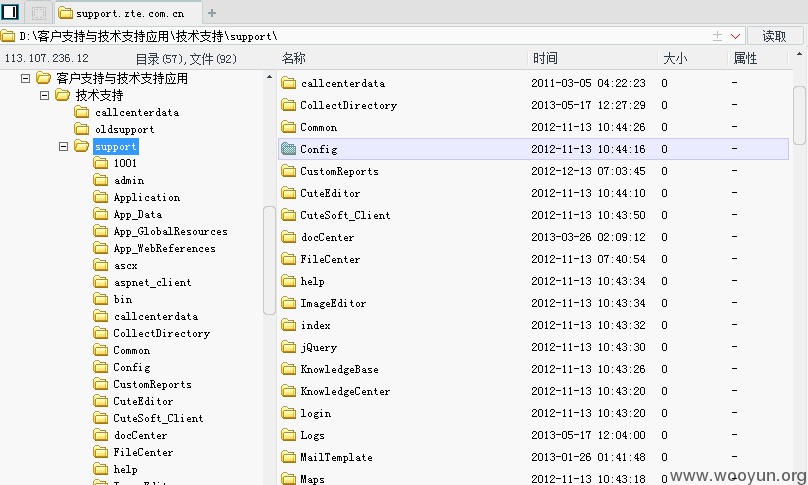 support.zte.com.cn
D:\客户支持与技术支持应用\技术支持\support\
读取
113.107.236.12 目录(57),文件(92)
名称 时间 大小 属性
客户支持与技术支持应用
技术支持
callcenterdata
oldsupport
support
1001
admin
Application
App_Data
App_GlobalResources
App_WebReferences
ascx
aspnet_client
bin
callcenterdata
CollectDirectory
Common
Config
CustomReports
CuteEditor
CuteSoft_Client
docCenter
FileCenter
help
callcenterdata 2011-03-05 04:22:23 0 -
CollectDirectory 2013-05-17 12:27:29 0 -
Common 2012-11-13 10:44:26 0 -
Config 2012-11-13 10:44:16 0 -
CustomReports 2012-12-13 07:03:45 0 -
CuteEditor 2012-11-13 10:44:10 0 -
CuteSoft_Client 2012-11-13 10:43:50 0 -
docCenter 2013-03-26 02:09:12 0 -
FileCenter 2012-11-13 07:40:54 0 -
help 2012-11-13 10:43:34 0 -
ImageEditor 2012-11-13 10:43:34 0 -
index 2012-11-13 10:43:32 0 -
jQuery 2012-11-13 10:43:30 0 -
KnowledgeBase 2012-11-13 10:43:26 0 -
KnowledgeCenter 2012-11-13 10:43:20 0 -
login 2012-11-13 10:43:20 0 -
Logs 2013-05-17 12:04:00 0 -
MailTemplate 2013-01-26 01:41:48 0 -
Maps 2012-11-13 10:43:18 0 -
www.wooyun.org